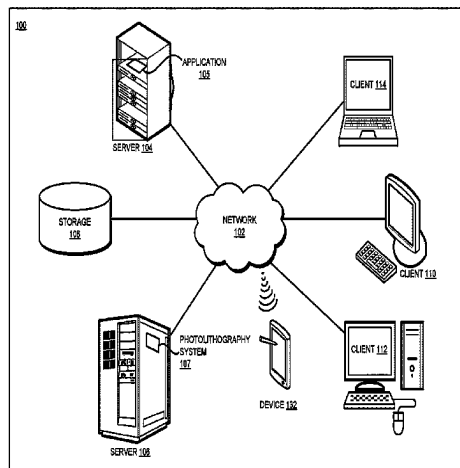 100
APPLICATION
105
CLIENT 114
SERVER 104
NETWORK
102
STORAGE
108
CLIENT 110
PHOTOLITHOGRAPHY
SYSTEM
107
CLIENT
112
DEVICE 132
SERVER 106